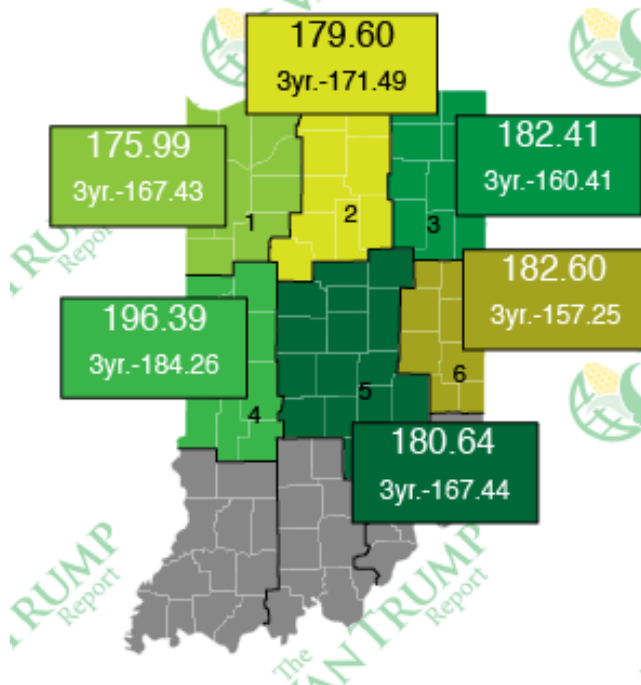 179.60
3yr.-171.49
175.99
3yr.-167.43
182.41
3yr.-160.41
1
2
3
TRUMP
Report
196.39
3yr.-184.26
182.60
3yr.-157.25
4
5
6
180.64
3yr.-167.44
TRUMP
Report
The
VAN TRUMP
Report